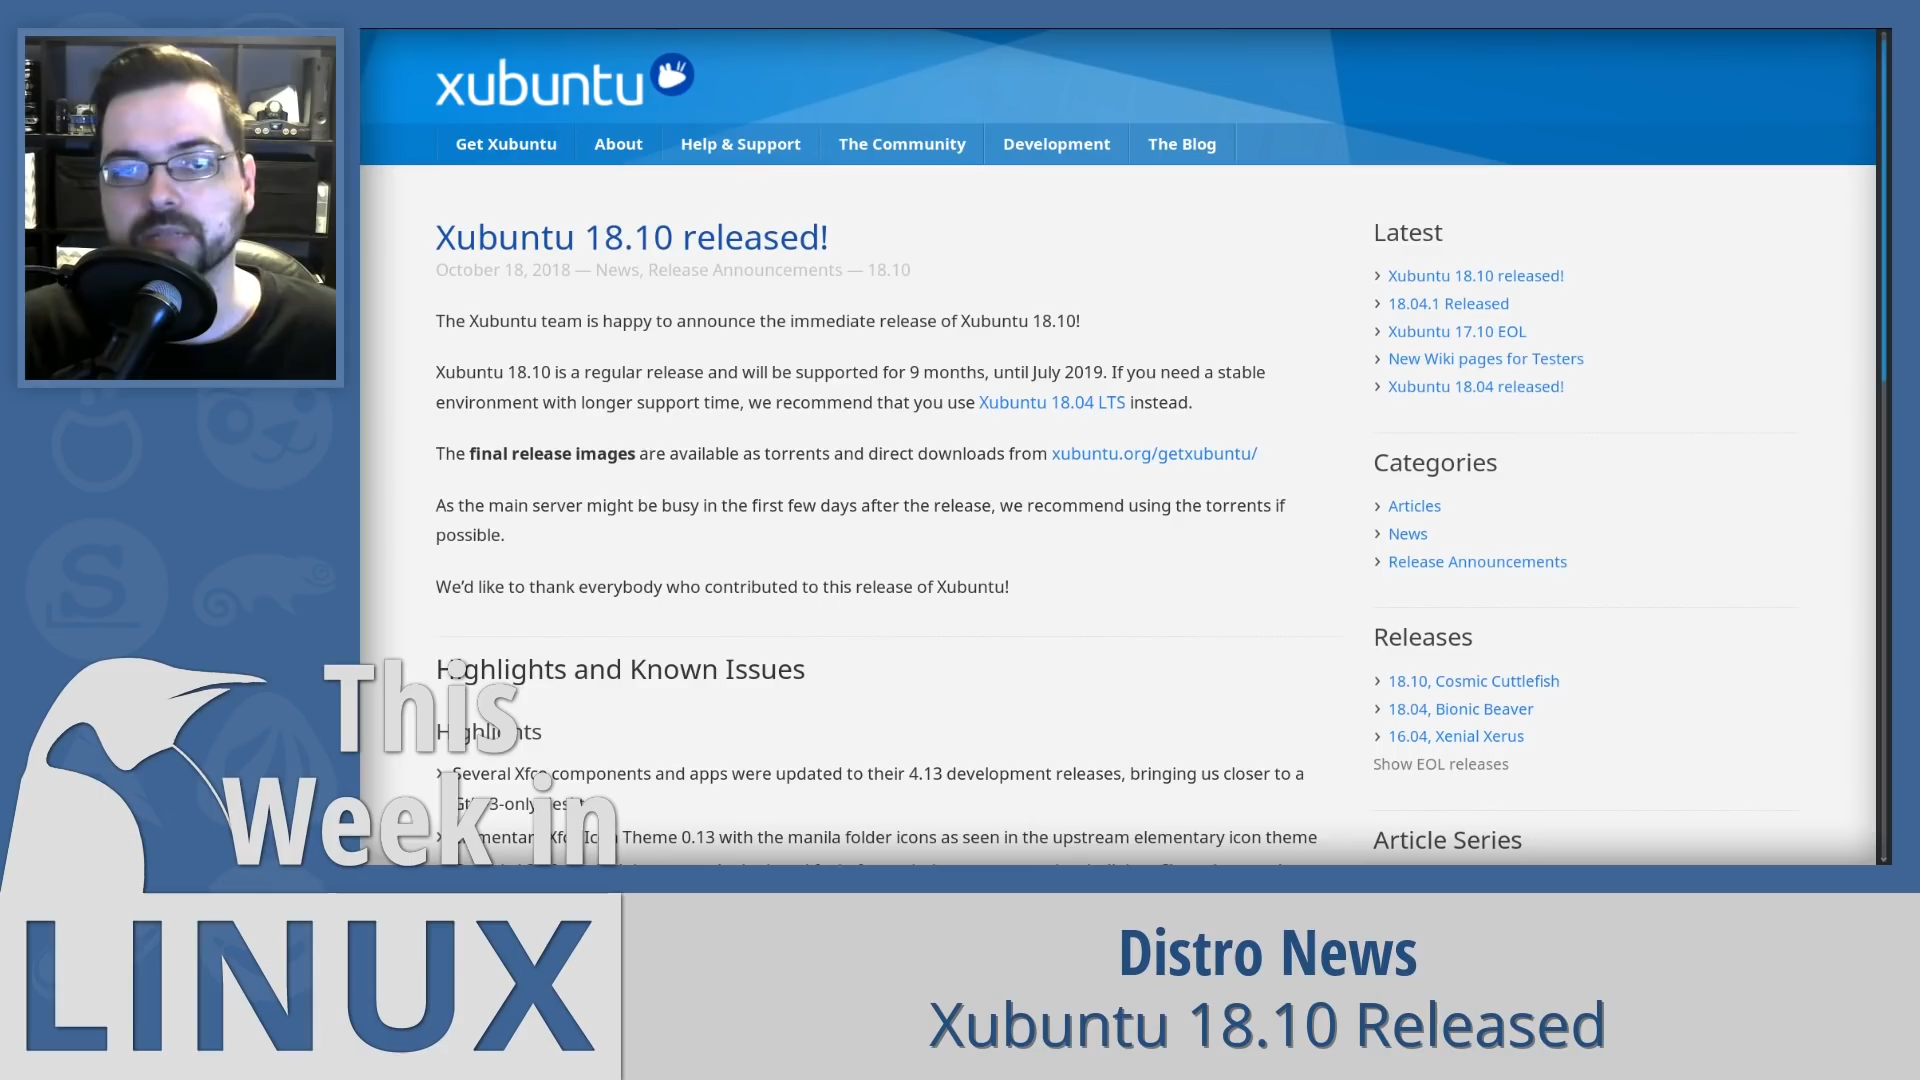 xubuntu
Get Xubuntu
About
Help & Support
The Community
Development
The Blog
Xubuntu 18.10 released!
October 18, 2018 — News, Release Announcements — 18.10
The Xubuntu team is happy to announce the immediate release of Xubuntu 18.10!
Xubuntu 18.10 is a regular release and will be supported for 9 months, until July 2019. If you need a stable
environment with longer support time, we recommend that you use Xubuntu 18.04 LTS instead.
The final release images are available as torrents and direct downloads from xubuntu.org/getxubuntu/
As the main server might be busy in the first few days after the release, we recommend using the torrents if
possible.
We'd like to thank everybody who contributed to this release of Xubuntu!
Highlights and Known Issues
Highlights
Several Xfce components and apps were updated to their 4.13 development releases, bringing us closer to a
Icon Theme 0.13 with the manila folder icons as seen in the upstream elementary icon theme
Latest
Xubuntu 18.10 released!
18.04.1 Released
Xubuntu 17.10 EOL
New Wiki pages for Testers
Xubuntu 18.04 released!
Categories
Articles
News
Release Announcements
Releases
18.10, Cosmic Cuttlefish
18.04, Bionic Beaver
16.04, Xenial Xerus
Show EOL releases
Article Series
This
Week in
LINUX
Distro News
Xubuntu 18.10 Released